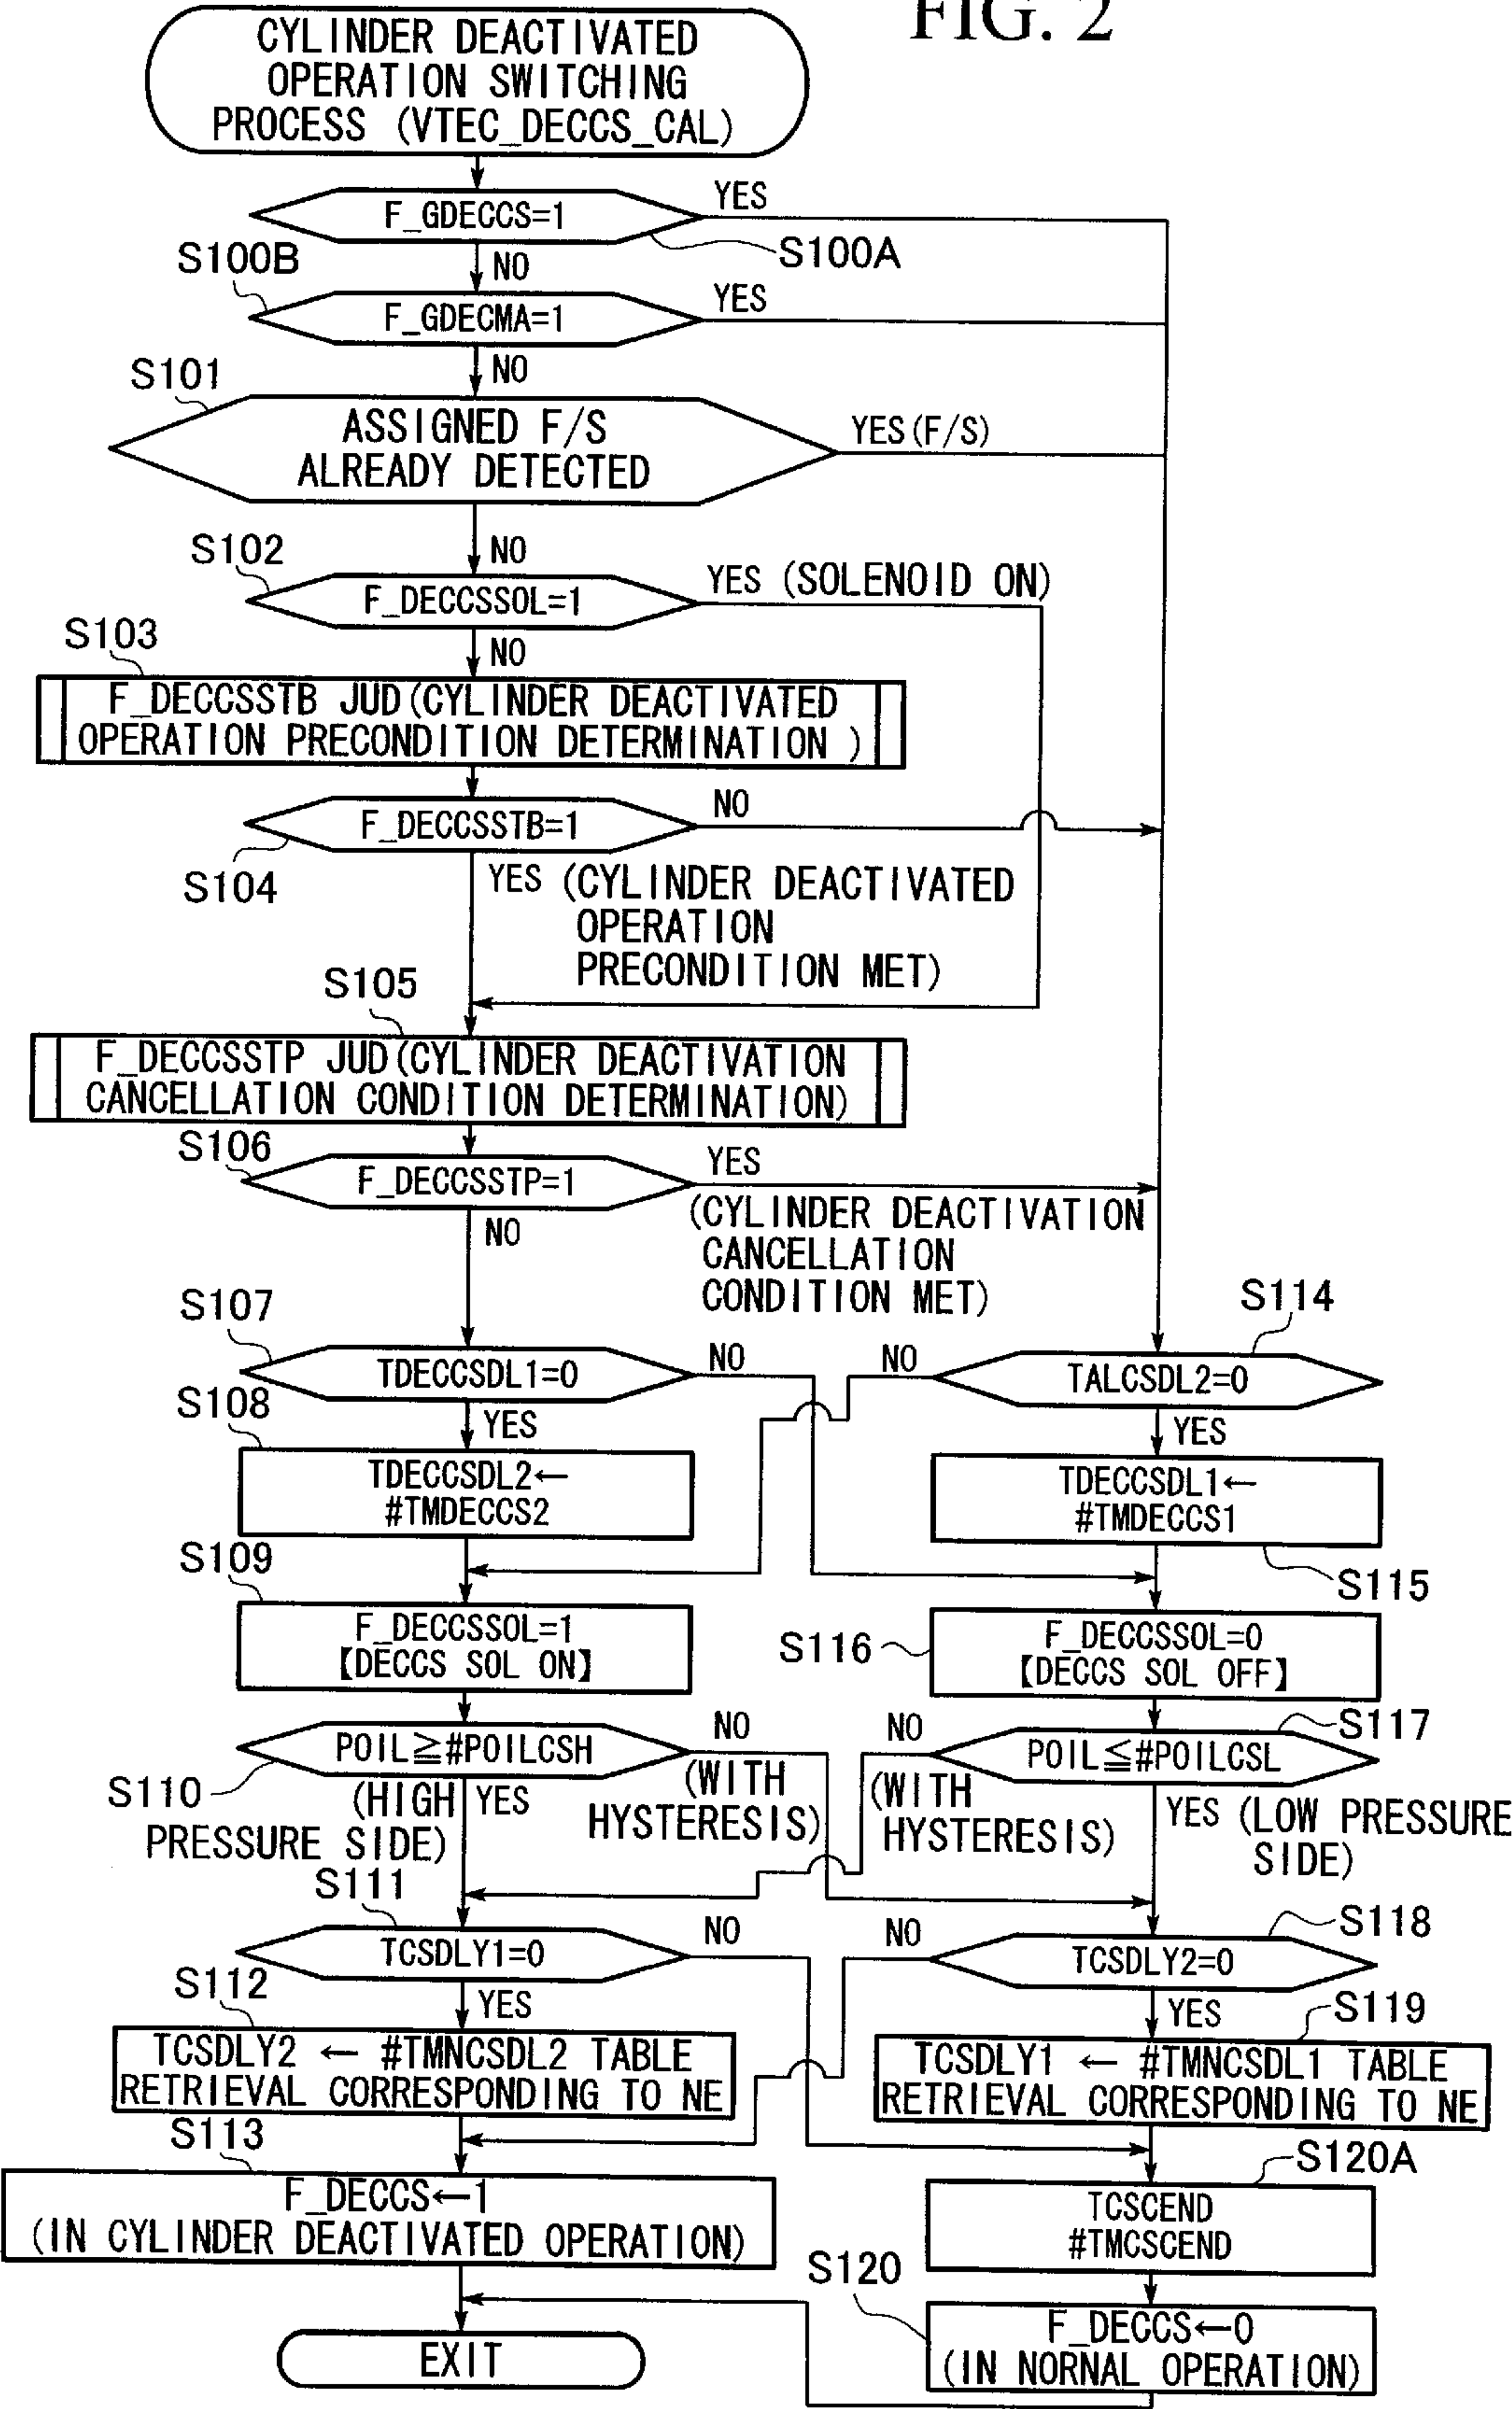 FIG. 2
CYLINDER DEACTIVATED
OPERATION SWITCHING
PROCESS (VTEC_DECCS_CAL)
F_GDECCS=1
YES
S100A
NO
S100B
F_GDECMA=1
YES
NO
S101
ASSIGNED F/S
ALREADY DETECTED
YES(F/S)
NO
S102
F_DECCSSOL=1
YES (SOLENOID ON)
NO
S103
F_DECCSSTB JUD(CYLINDER DEACTIVATED
OPERATION PRECONDITION DETERMINATION )
F_DECCSSTB=1
NO
S104
YES (CYLINDER DEACTIVATED
OPERATION
PRECONDITION MET)
S105
F_DECCSSTP JUD(CYLINDER DEACTIVATION
CANCELLATION CONDITION DETERMINATION)
S106
F_DECCSSTP=1
YES
(CYLINDER DEACTIVATION
CANCELLATION
CONDITION MET)
NO
S107
TDECCSDL1=0
NO
YES
S114
TALCSDL2=0
NO
YES
S108
TDECCSDL2←
#TMDECCS2
TDECCSDL1←
#TMDECCS1
S115
S109
F_DECCSSOL=1
【DECCS SOL ON】
S116
F_DECCSSOL=0
【DECCS SOL OFF】
POIL≧#POILCSH
S110
NO
(WITH
HYSTERESIS)
(HIGH
PRESSURE SIDE)
YES
S117
POIL≦#POILCSL
NO
(WITH
HYSTERESIS)
YES (LOW PRESSURE
SIDE)
S111
TCSDLY1=0
NO
YES
S118
TCSDLY2=0
NO
YES
S112
TCSDLY2 ← #TMNCSDL2 TABLE
RETRIEVAL CORRESPONDING TO NE
S119
TCSDLY1 ← #TMNCSDL1 TABLE
RETRIEVAL CORRESPONDING TO NE
S113
F_DECCS←1
(IN CYLINDER DEACTIVATED OPERATION)
S120A
TCSCEND
#TMCSCEND
S120
F_DECCS←0
(IN NORMAL OPERATION)
EXIT